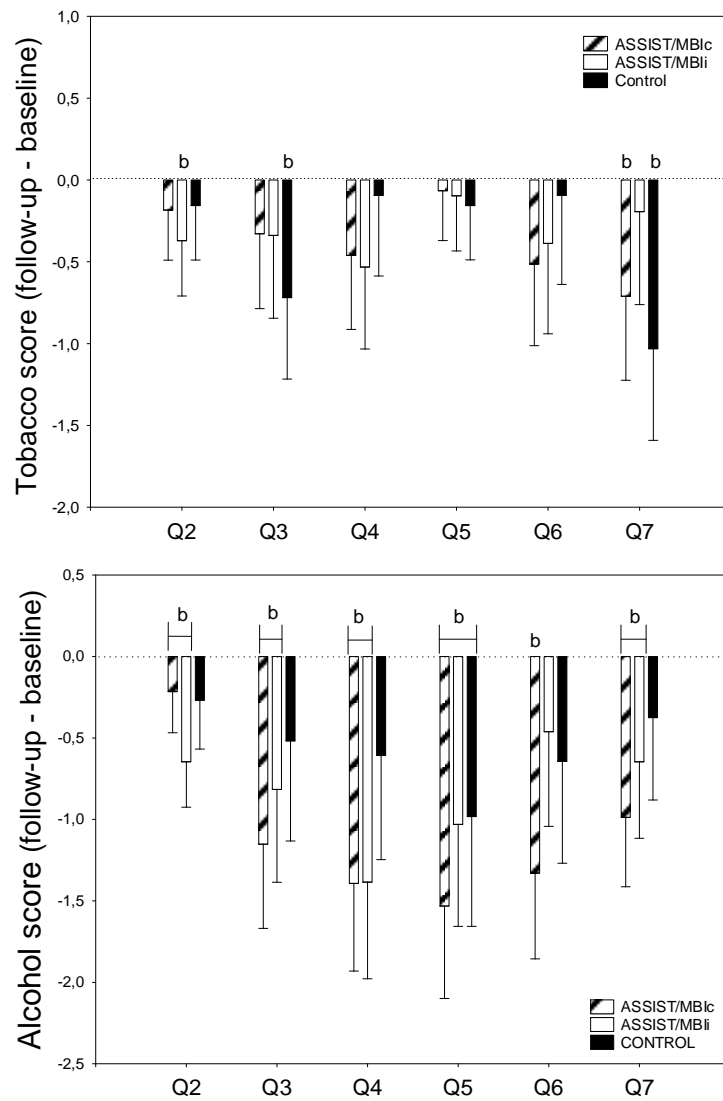 1,0
0,5
0,0
-0,5
-1,0
-1,5
-2,0
Tobacco score (follow-up - baseline)
ASSIST/MBIc
ASSIST/MBIi
Control
b b b b
Q2 Q3 Q4 Q5 Q6 Q7
0,5
0,0
-0,5
-1,0
-1,5
-2,0
-2,5
Alcohol score (follow-up - baseline)
b b b b b b
ASSIST/MBIc
ASSIST/MBIi
CONTROL
Q2 Q3 Q4 Q5 Q6 Q7